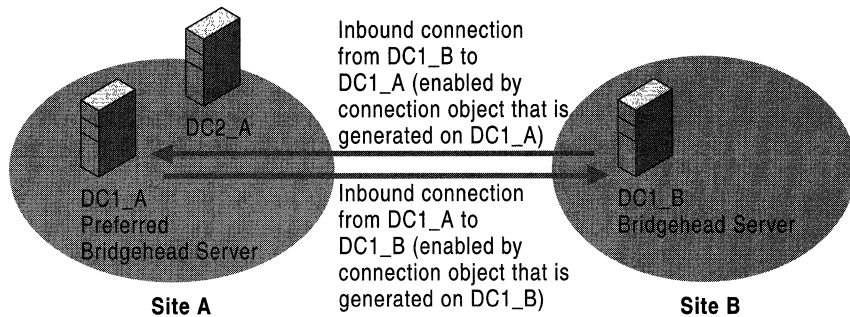 Inbound connection
from DC1_B to
DC1_A (enabled by
connection object that is
generated on DC1_A)
DC2_A
DC1_A
Preferred
Bridgehead Server
DC1_B
Bridgehead Server
Inbound connection
from DC1_A to
DC1_B (enabled by
connection object that is
generated on DC1_B)
Site A
Site B